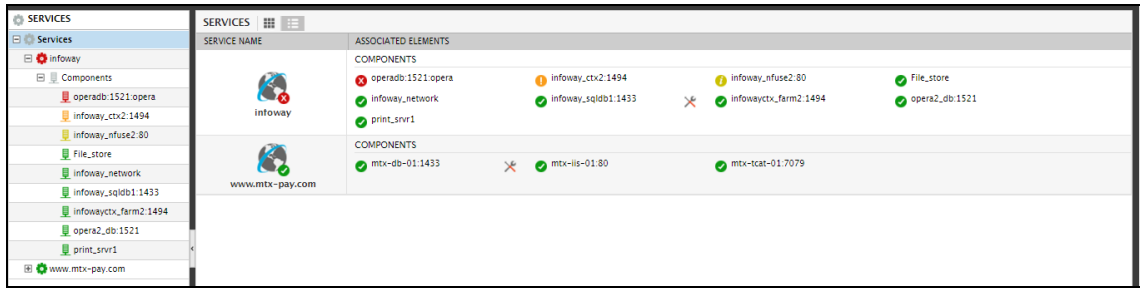 SERVICES
Services
infoway
Components
operadb:1521:opera
infoway_ctx2:1494
infoway_nfuse2:80
File_store
infoway_network
infoway_sqldb1:1433
infowayctx_farm2:1494
opera2_db:1521
print_srvr1
www.mtx-pay.com
SERVICES
SERVICE NAME ASSOCIATED ELEMENTS
infoway
COMPONENTS
operadb:1521:opera infoway_ctx2:1494 infoway_nfuse2:80 File_store
infoway_network infoway_sqldb1:1433 infowayctx_farm2:1494 opera2_db:1521
print_srvr1
www.mtx-pay.com
COMPONENTS
mtx-db-01:1433 mtx-iis-01:80 mtx-tcat-01:7079